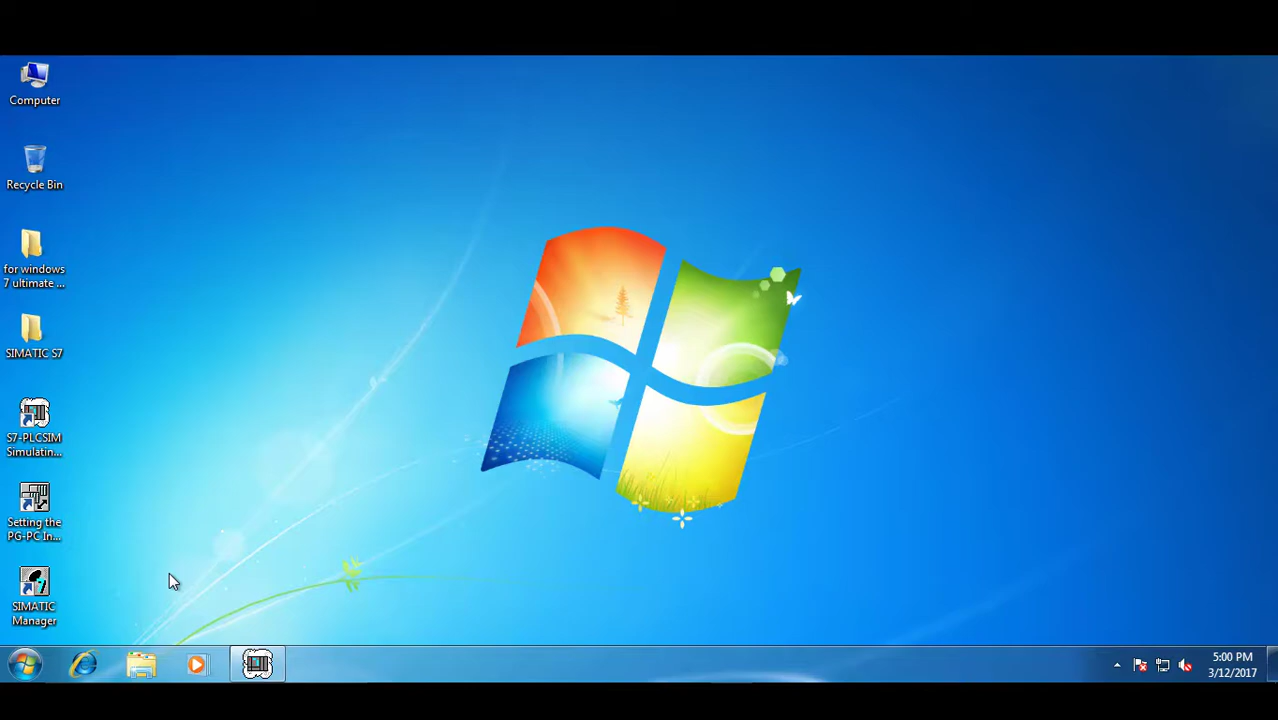 Computer
Recycle Bin
for windows
7 ultimate ...
SIMATIC S7
S7-PLCSIM
Simulatin...
Setting the
PG-PC In...
SIMATIC
Manager
5:00 PM
3/12/2017